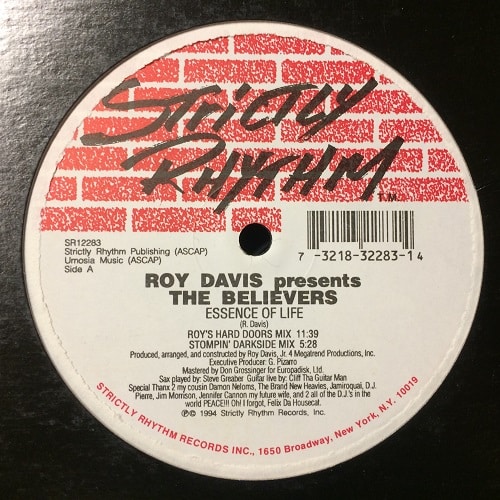 STRICTLY
RHYTHM
T.M.
SR12283
Strictly Rhythm Publishing (ASCAP)
Umosia Music (ASCAP)
Side A
7 -3218-32283-1 4
ROY DAVIS presents
THE BELIEVERS
ESSENCE OF LIFE
(R. Davis)
ROY'S HARD DOORS MIX 11:39
STOMPIN' DARKSIDE MIX 5:28
Produced, arranged, and constructed by Roy Davis, Jr. 4 Megatrend Productions, Inc.
Executive Producer: G. Pizarro
Mastered by Don Grossinger for Europadisk, Ltd.
Sax played by: Steve Greaber Guitar live by: Cliff Tha Guitar Man
Special Thanx 2 my cousin Damon Neloms, The Brand New Heavies, Jamiroquai, D.J.
Pierre, Jim Morrison, Jennifer Cannon my future wife, and 2 all of the D.J.'s in the
world PEACE!!! Oh! I forgot, Felix Da Housecat.
℗© 1994 Strictly Rhythm Records, Inc.
STRICTLY RHYTHM RECORDS INC., 1650 Broadway, New York, N.Y. 10019